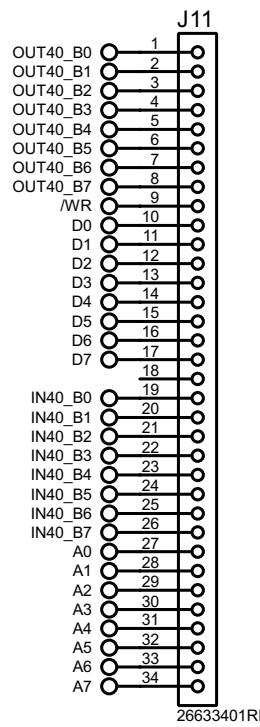 J11
OUT40_B0 1
OUT40_B1 2
OUT40_B2 3
OUT40_B3 4
OUT40_B4 5
OUT40_B5 6
OUT40_B6 7
OUT40_B7 8
/WR 9
D0 10
D1 11
D2 12
D3 13
D4 14
D5 15
D6 16
D7 17
18
IN40_B0 19
IN40_B1 20
IN40_B2 21
IN40_B3 22
IN40_B4 23
IN40_B5 24
IN40_B6 25
IN40_B7 26
A0 27
A1 28
A2 29
A3 30
A4 31
A5 32
A6 33
A7 34